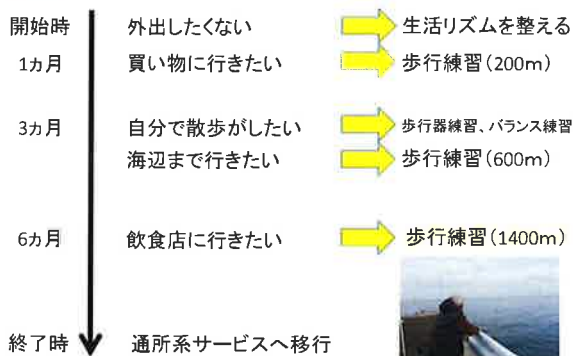 開始時 外出したくない 生活リズムを整える
1カ月 買い物に行きたい 歩行練習(200m)
3カ月 自分で散歩がしたい 歩行器練習、バランス練習
海辺まで行きたい 歩行練習(600m)
6カ月 飲食店に行きたい 歩行練習(1400m)
終了時 通所系サービスへ移行